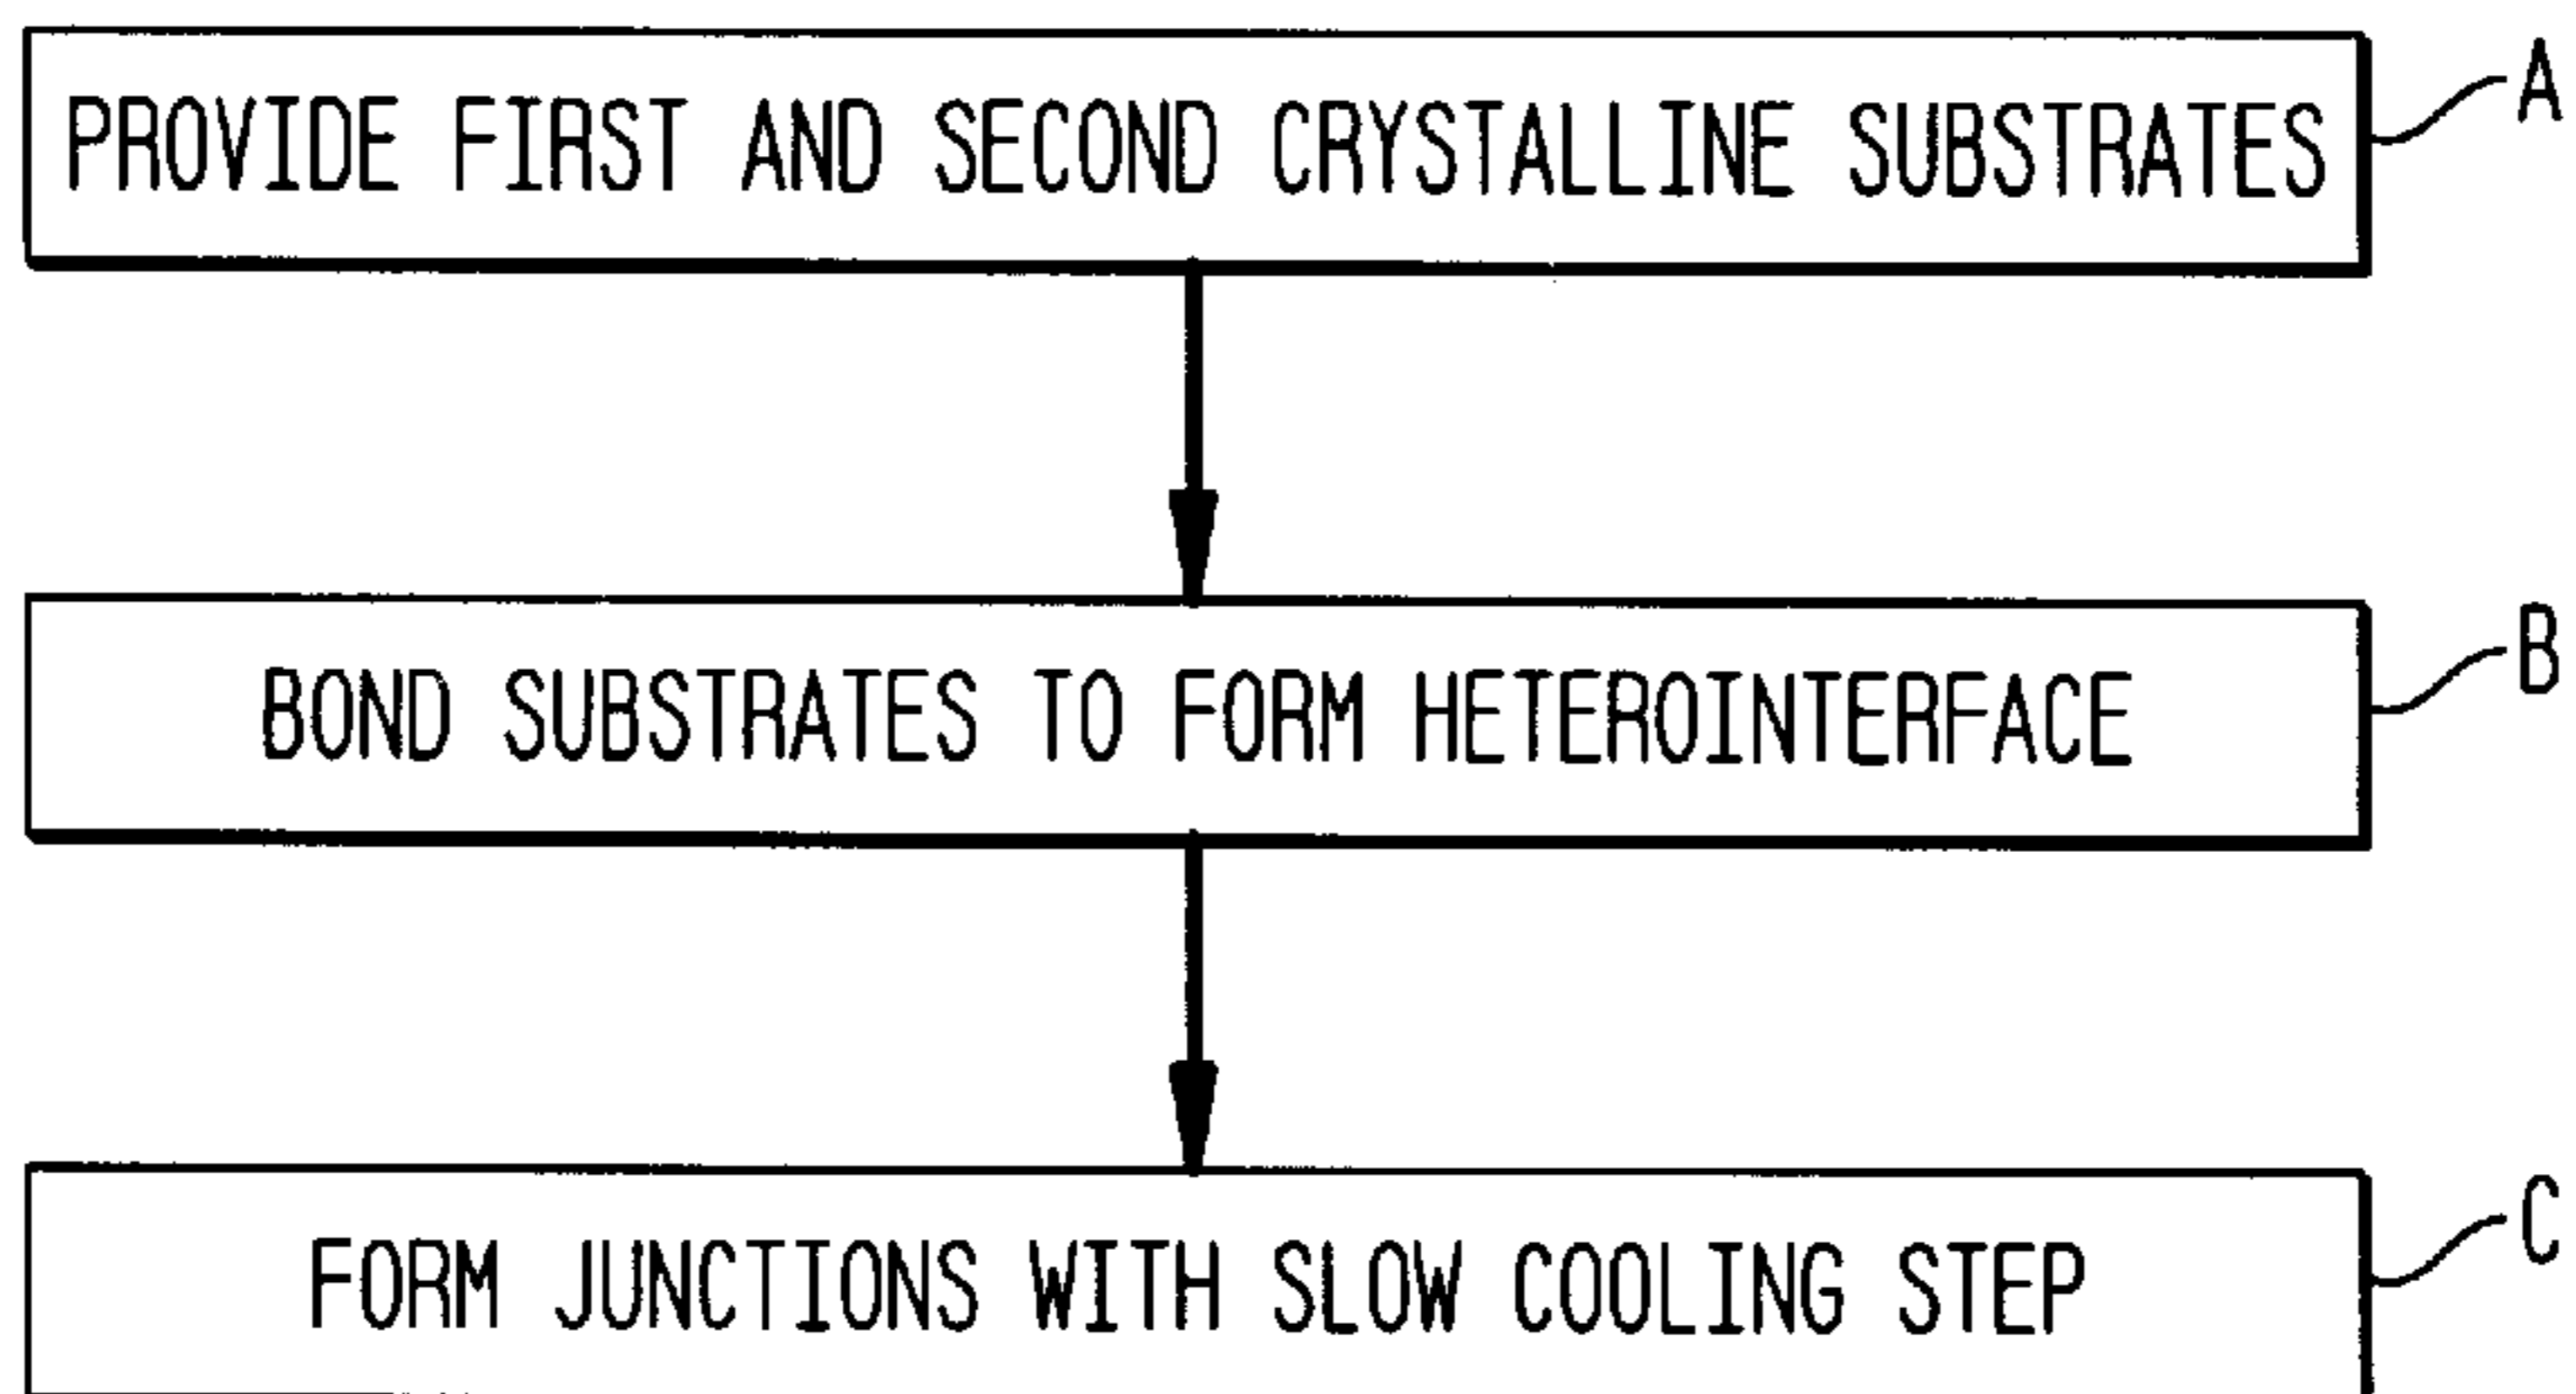 PROVIDE FIRST AND SECOND CRYSTALLINE SUBSTRATES
A
BOND SUBSTRATES TO FORM HETEROINTERFACE
B
FORM JUNCTIONS WITH SLOW COOLING STEP
C